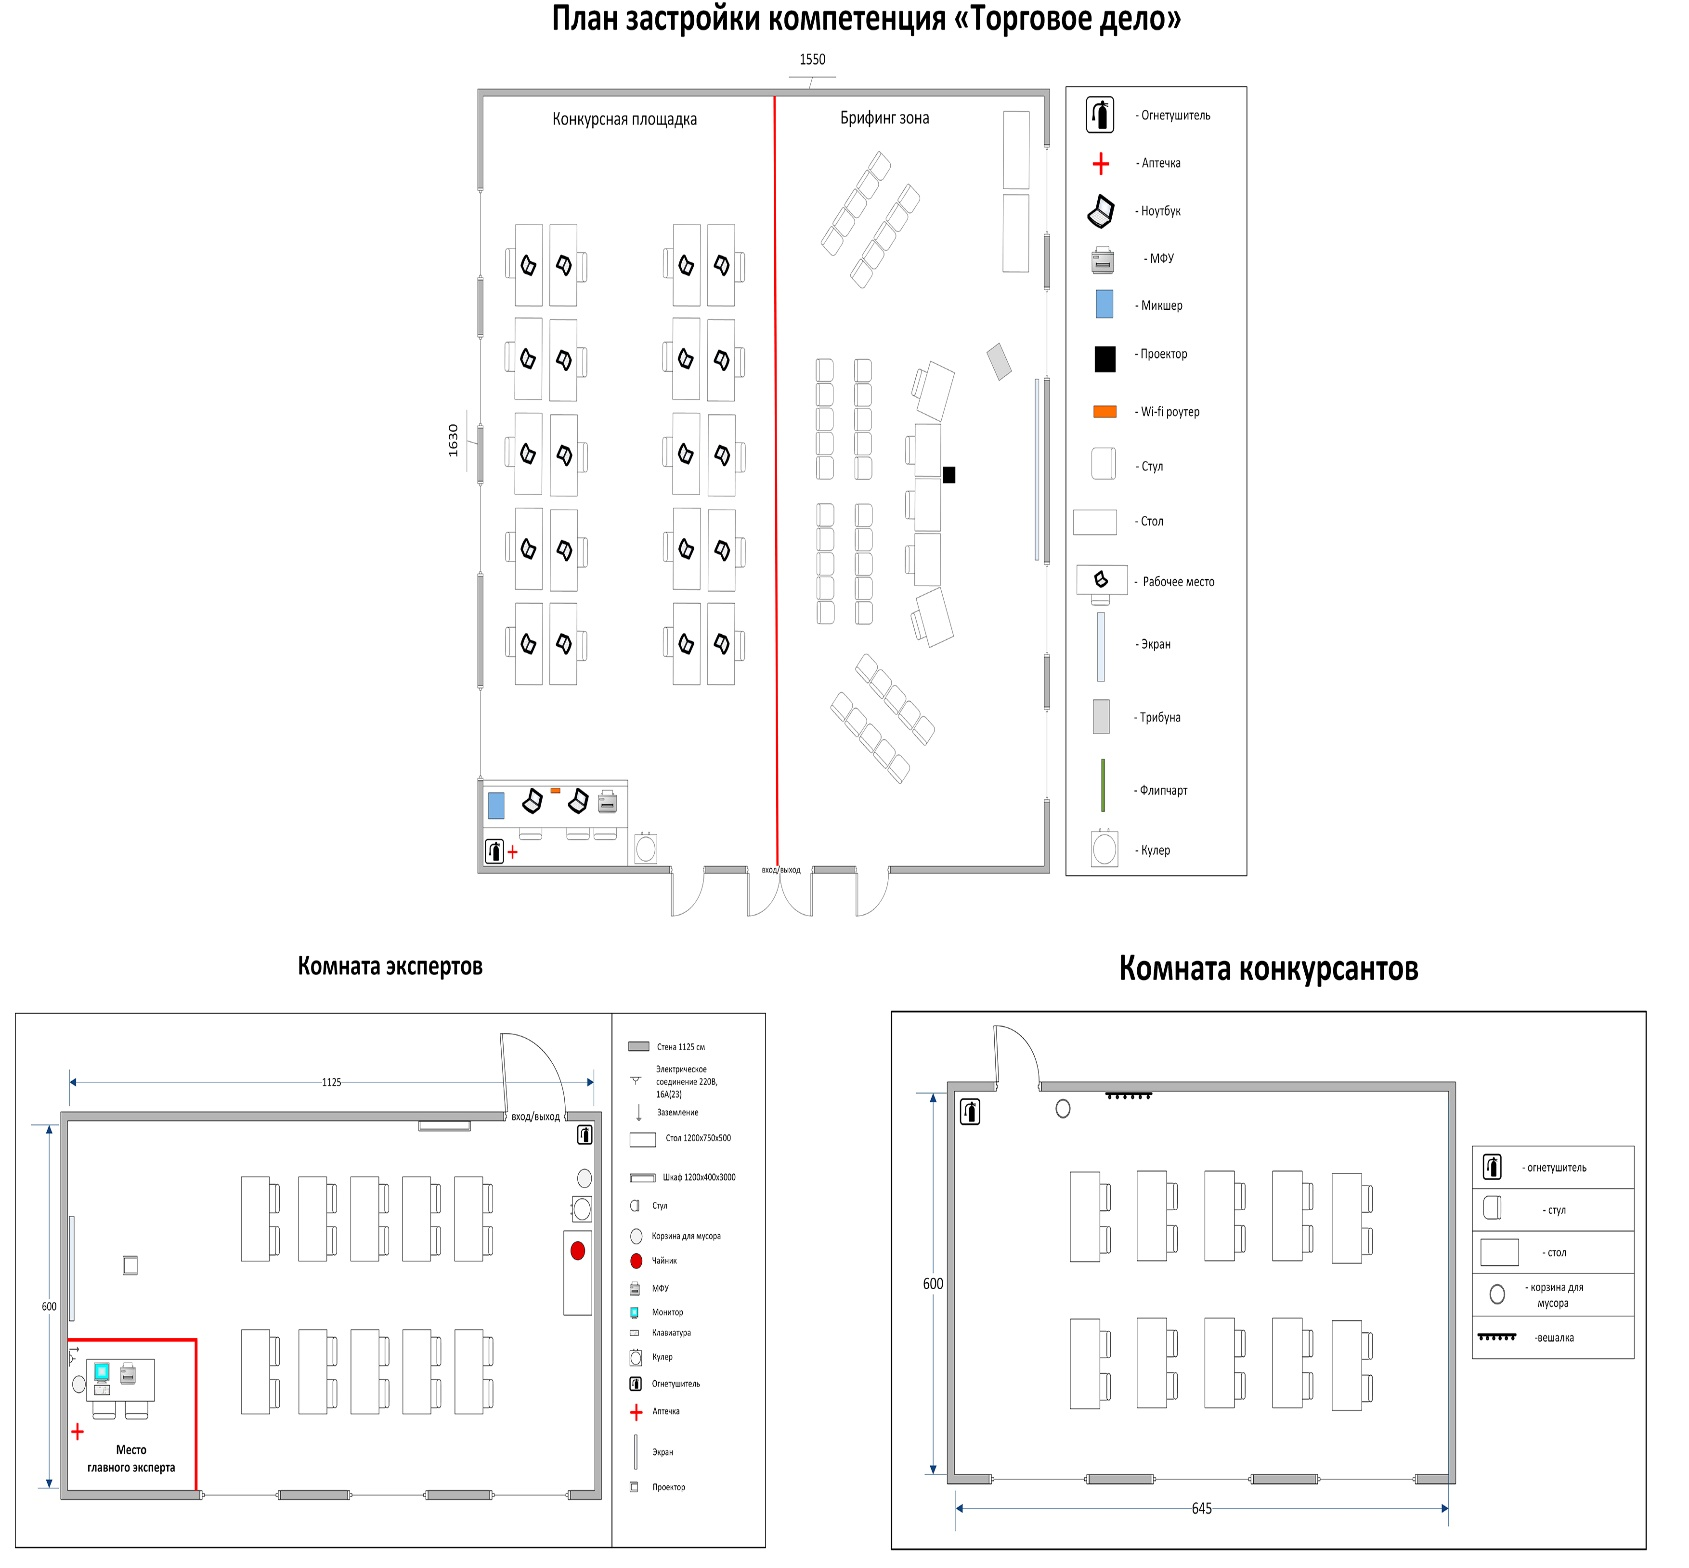 План застройки компетенция «Торговое дело»
1550
Конкурсная площадка
Брифинг зона
1630
вход/выход
- Огнетушитель
- Аптечка
- Ноутбук
- МФУ
- Микшер
- Проектор
- Wi-fi роутер
- Стул
- Стол
- Рабочее место
- Экран
- Трибуна
- Флипчарт
- Кулер
Комната экспертов
1125
вход/выход
600
Место
главного эксперта
Стена 1125 см
Электрическое
соединение 220В,
16А(23)
Заземление
Стол 1200х750х500
Шкаф 1200х400х3000
Стул
Корзина для мусора
Чайник
МФУ
Монитор
Клавиатура
Кулер
Огнетушитель
Аптечка
Экран
Проектор
Комната конкурсантов
600
645
- огнетушитель
- стул
- стол
- корзина для
мусора
-вешалка